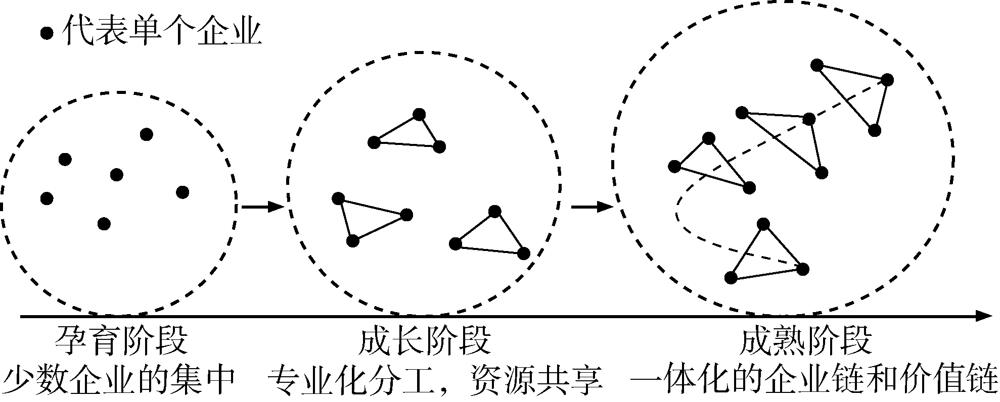 代表单个企业
孕育阶段
少数企业的集中
成长阶段
专业化分工，资源共享
成熟阶段
一体化的企业链和价值链